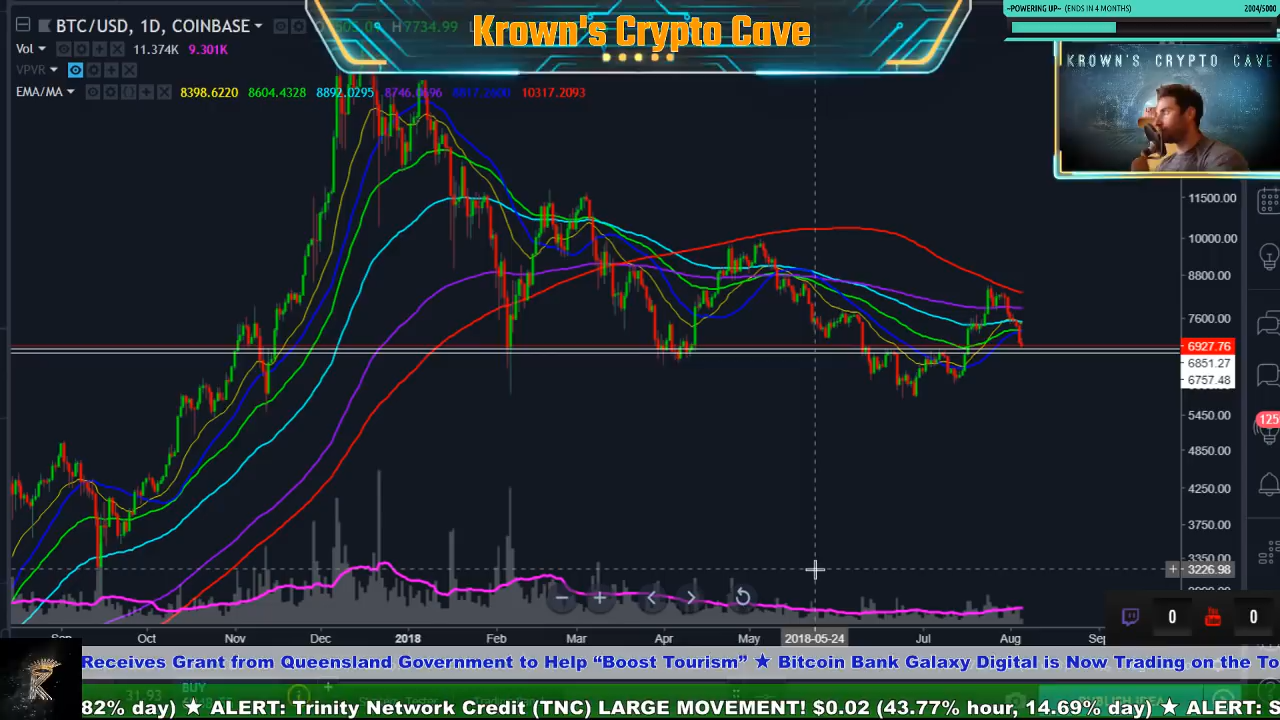 BTC/USD, 1D, COINBASE
H7734.99
Krown's Crypto Cave
~POWERING UP~ (ENDS IN 4 MONTHS)
2004/5000
Vol
11.374K
9.301K
VPVR
EMA/MA
8398.6220
8604.4328
8892.0295
10317.2093
KROWN'S CRYPTO CAVE
11500.00
10000.00
8800.00
7600.00
6927.76
6851.27
6757.48
5450.00
4850.00
4250.00
3750.00
3350.00
3226.98
125
Oct
Nov
Dec
2018
Feb
Mar
Apr
May
2018-05-24
Jul
Aug
0
0
Receives Grant from Queensland Government to Help “Boost Tourism” ★ Bitcoin Bank Galaxy Digital is Now Trading on the To
31.93
BUY
82% day) ★ ALERT: Trinity Network Credit (TNC) LARGE MOVEMENT! $0.02 (43.77% hour, 14.69% day) ★ ALERT: S